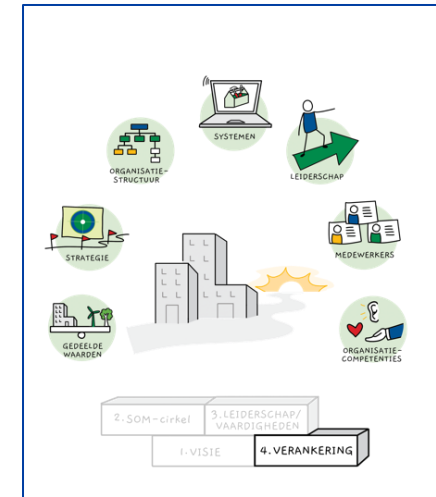 SYSTEMEN
ORGANISATIE-
STRUCTUUR
LEIDERSCHAP
STRATEGIE
MEDEWERKERS
GEDEELDE
WAARDEN
ORGANISATIE-
COMPETENTIES
2. SOM-cirkel
3. LEIDERSCHAP/
VAARDIGHEDEN
1. VISIE
4. VERANKERING